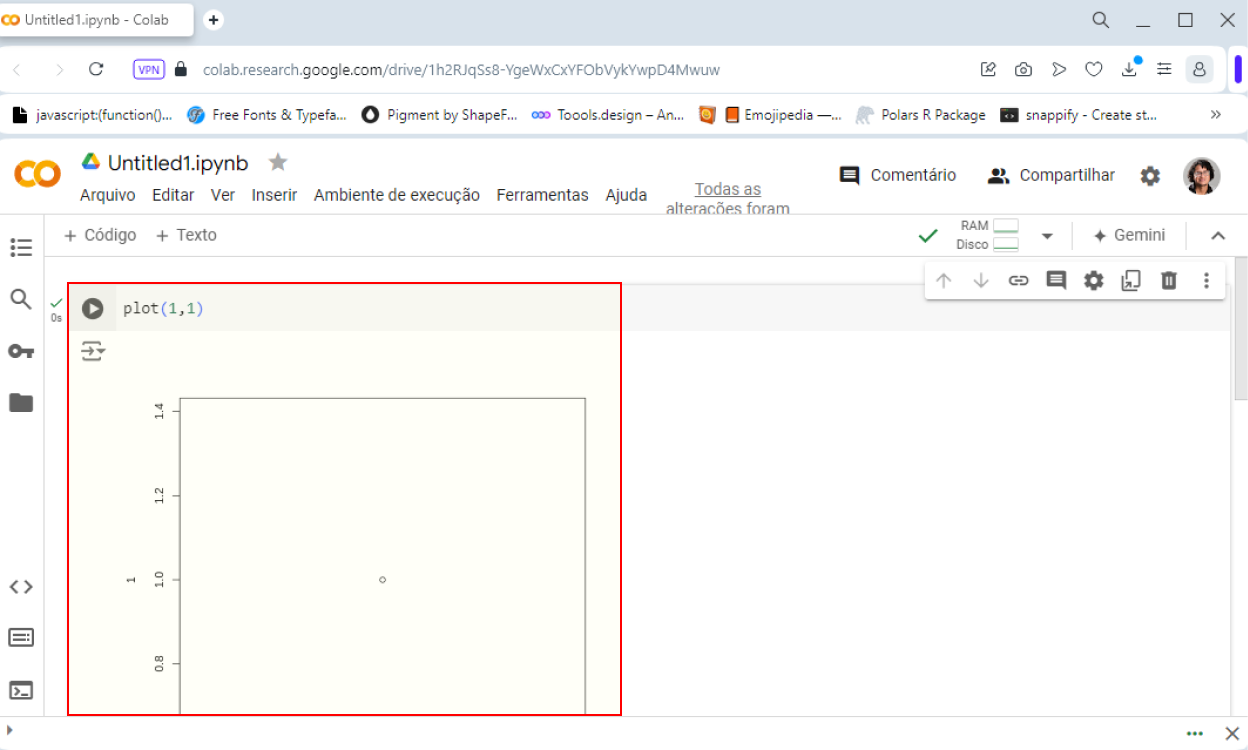 Untitled1.ipynb - Colab
VPN colab.research.google.com/drive/1h2RJqSs8-YgeWxCxYFObVykYwpD4Mwuw
javascript:(function()... Free Fonts & Typefa... Pigment by ShapeF... Toools.design – An... Emojipedia —... Polars R Package snappify - Create st... »
Untitled1.ipynb
Comentário Compartilhar
Arquivo Editar Ver Inserir Ambiente de execução Ferramentas Ajuda Todas as
alterações foram
+ Código + Texto RAM
Disco Gemini
plot(1,1)
0s
1.4
1.2
1.0
1
0.8